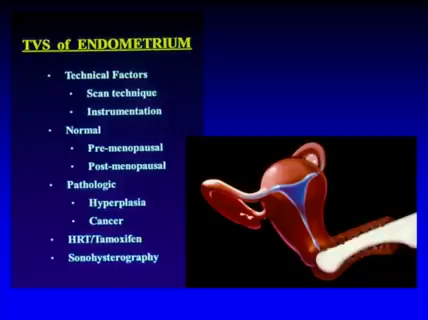 TVS of ENDOMETRIUM
• Technical Factors
• Scan technique
• Instrumentation
• Normal
• Pre-menopausal
• Post-menopausal
• Pathologic
• Hyperplasia
• Cancer
• HRT/Tamoxifen
• Sonohysterography